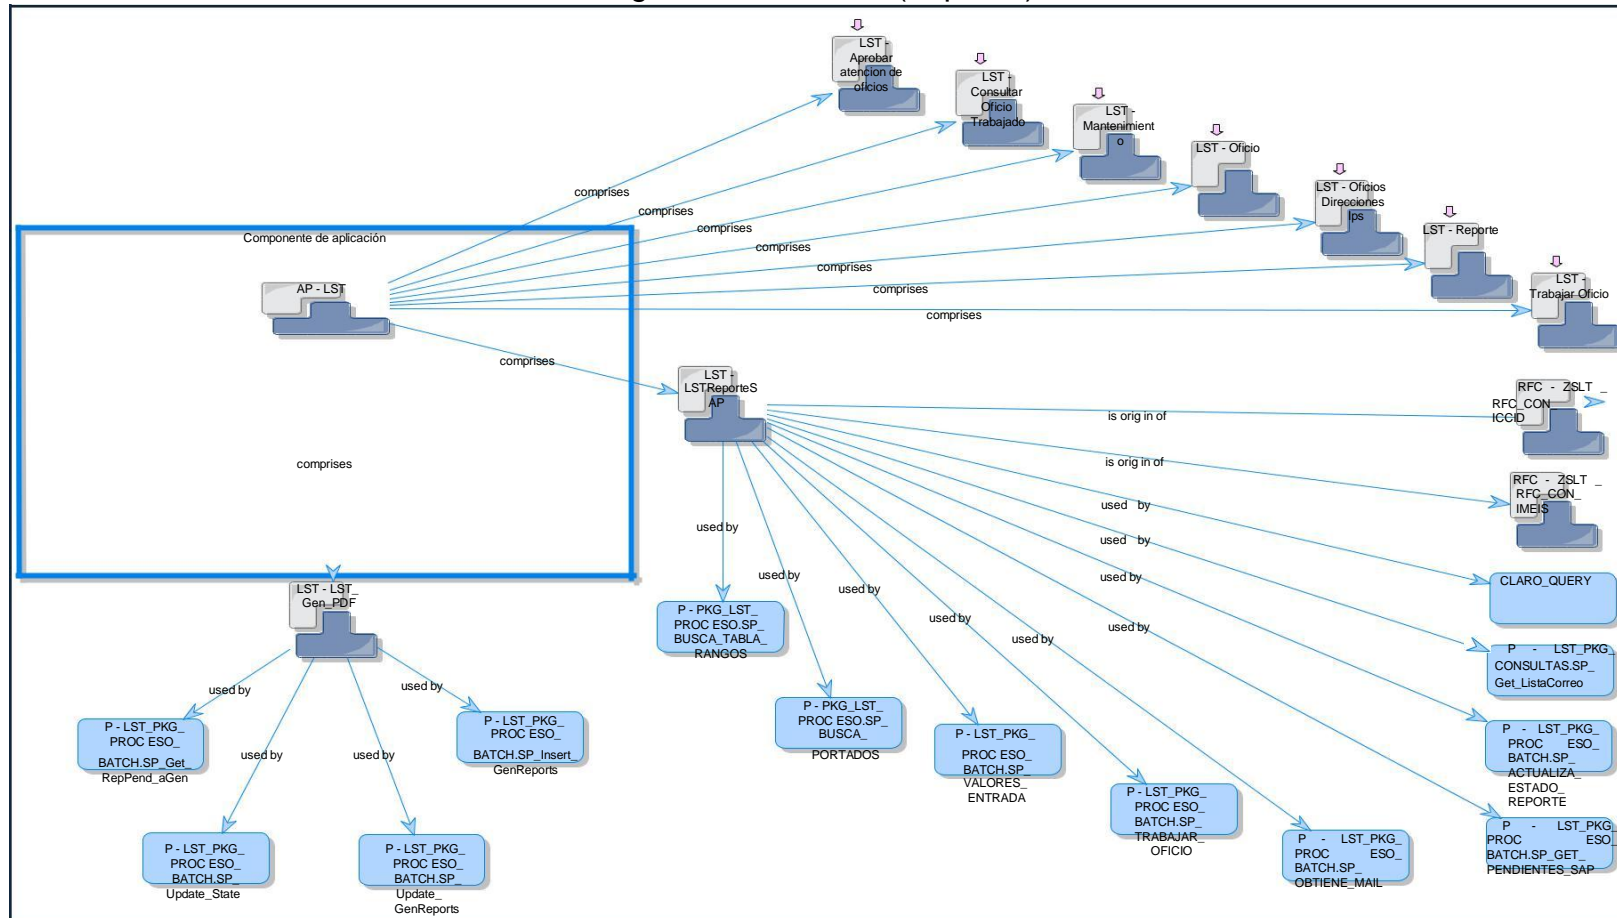 LST -
Aprobar
atencion de
oficios
LST -
Consultar
Oficio
Trabajado
LST -
Mantenimient
o
LST - Oficio
LST - Oficios
Direcciones
Ips
LST - Reporte
LST -
Trabajar Oficio
comprises
comprises
comprises
comprises
comprises
comprises
comprises
Componente de aplicación
AP - LST
comprises
comprises
LST -
LSTReporteS
AP
RFC - ZSLT _
RFC_CON
ICCID
is orig in of
is orig in of
RFC - ZSLT _
RFC_CON_
IMEIS
used by
used by
used by
used by
used by
used by
used by
used by
used by
CLARO_QUERY
LST - LST_
Gen_PDF
P - PKG_LST_
PROC ESO.SP_
BUSCA_TABLA_
RANGOS
P - LST_PKG_
CONSULTAS.SP_
Get_ListaCorreo
used by
used by
used by
used by
P - LST_PKG_
PROC ESO_
BATCH.SP_Get_
RepPend_aGen
P - LST_PKG_
PROC ESO_
BATCH.SP_Insert_
GenReports
P - PKG_LST_
PROC ESO.SP_
BUSCA_
PORTADOS
P - LST_PKG_
PROC ESO_
BATCH.SP_
VALORES_
ENTRADA
P - LST_PKG_
PROC ESO_
BATCH.SP_
ACTUALIZA_
ESTADO_
REPORTE
P - LST_PKG_
PROC ESO_
BATCH.SP_
TRABAJAR_
OFICIO
P - LST_PKG_
PROC ESO_
BATCH.SP_
OBTIENE_MAIL
P - LST_PKG_
PROC ESO_
BATCH.SP_GET_
PENDIENTES_SAP
P - LST_PKG_
PROC ESO_
BATCH.SP_
Update_State
P - LST_PKG_
PROC ESO_
BATCH.SP_
Update_
GenReports